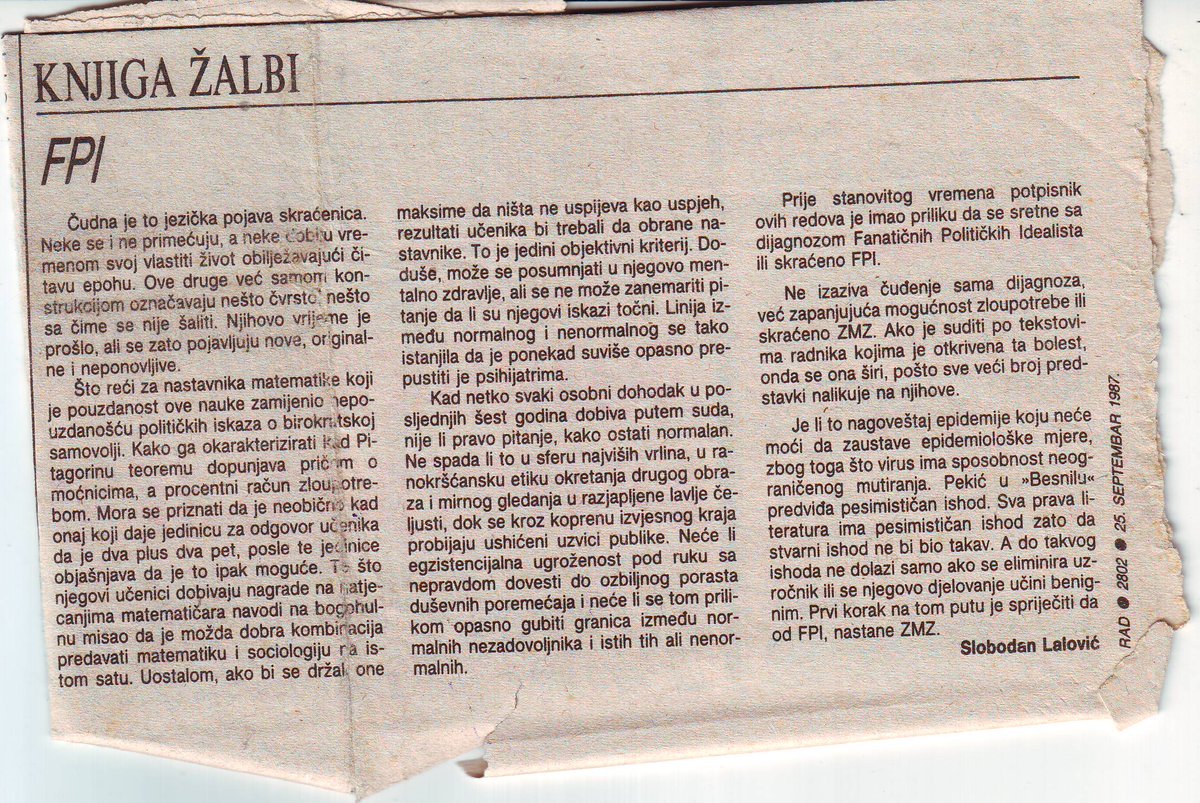 KNJIGA ŽALBI
FPI
Čudna je to jezička pojava skraćenica.
Neke se i ne primećuju, a neke dobiju vre-
menom svoj vlastiti život obilježavajući či-
tavu epohu. Ove druge već samom kon-
strukcijom označavaju nešto čvrsto, nešto
sa čime se nije šaliti. Njihovo vrijeme je
prošlo, ali se zato pojavljuju nove, original-
ne i neponovljive.
Što reći za nastavnika matematike koji
je pouzdanost ove nauke zamijenio nepo-
uzdanošću političkih iskaza o birokratskoj
samovolji. Kako ga okarakterizirati kad Pi-
tagorinu teoremu dopunjava pričom o
moćnicima, a procentni račun zloupotre-
bom. Mora se priznati da je neobično kad
onaj koji daje jedinicu za odgovor učenika
da je dva plus dva pet, posle te jedinice
objašnjava da je to ipak moguće. To što
njegovi učenici dobivaju nagrade na natje-
canjima matematičara navodi na bogohul-
nu misao da je možda dobra kombinacija
predavati matematiku i sociologiju na is-
tom satu. Uostalom, ako bi se držali one
maksime da ništa ne uspijeva kao uspjeh,
rezultati učenika bi trebali da obrane na-
stavnike. To je jedini objektivni kriterij. Do-
duše, može se posumnjati u njegovo men-
talno zdravlje, ali se ne može zanemariti pi-
tanje da li su njegovi iskazi točni. Linija iz-
među normalnog i nenormalnog se tako
istanjila da je ponekad suviše opasno pre-
pustiti je psihijatrima.
Kad netko svaki osobni dohodak u po-
sljednjih šest godina dobiva putem suda,
nije li pravo pitanje, kako ostati normalan.
Ne spada li to u sferu najviših vrlina, u ra-
nokršćansku etiku okretanja drugog obra-
za i mirnog gledanja u razjapljene lavlje če-
ljusti, dok se kroz koprenu izvjesnog kraja
probijaju ushićeni uzvici publike. Neće li
egzistencijalna ugroženost pod ruku sa
nepravdom dovesti do ozbiljnog porasta
duševnih poremećaja i neće li se tom prili-
kom opasno gubiti granica između nor-
malnih nezadovoljnika i istih tih ali nenor-
malnih.
Prije stanovitog vremena potpisnik
ovih redova je imao priliku da se sretne sa
dijagnozom Fanatičnih Političkih Idealista
ili skraćeno FPI.
Ne izaziva čuđenje sama dijagnoza,
već zapanjujuća mogućnost zloupotrebe ili
skraćeno ZMZ. Ako je suditi po tekstovi-
ma radnika kojima je otkrivena ta bolest,
onda se ona širi, pošto sve veći broj pred-
stavki nalikuje na njihove.
Je li to nagoveštaj epidemije koju neće
moći da zaustave epidemiološke mjere,
zbog toga što virus ima sposobnost neog-
raničenog mutiranja. Pekić u »Besnilu«
predviđa pesimističan ishod. Sva prava li-
teratura ima pesimističan ishod zato da
stvarni ishod ne bi bio takav. A do takvog
ishoda ne dolazi samo ako se eliminira uz-
ročnik ili se njegovo djelovanje učini benig-
nim. Prvi korak na tom putu je spriječiti da
od FPI, nastane ZMZ.
Slobodan Lalović
RAD ● 2802 ● 25 SEPTEMBAR 1987.